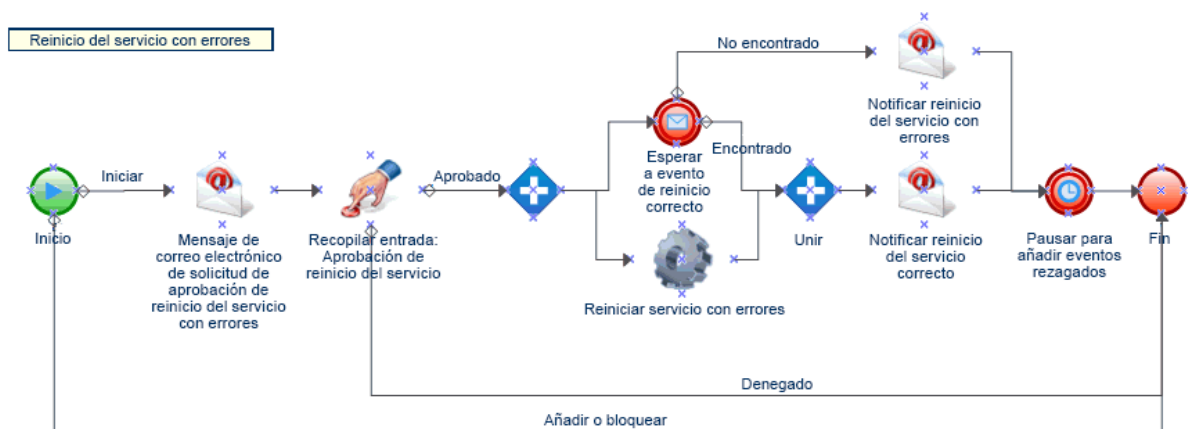 Reinicio del servicio con errores
No encontrado
Notificar reinicio
del servicio con
errores
Encontrado
Esperar
a evento
de reinicio
correcto
Iniciar
Aprobado
Inicio
Mensaje de
correo electrónico
de solicitud de
aprobación de
reinicio del servicio
con errores
Recopilar entrada:
Aprobación de
reinicio del servicio
Reiniciar servicio con errores
Unir
Notificar reinicio
del servicio
correcto
Pausar para
añadir eventos
rezagados
Fin
Denegado
Añadir o bloquear